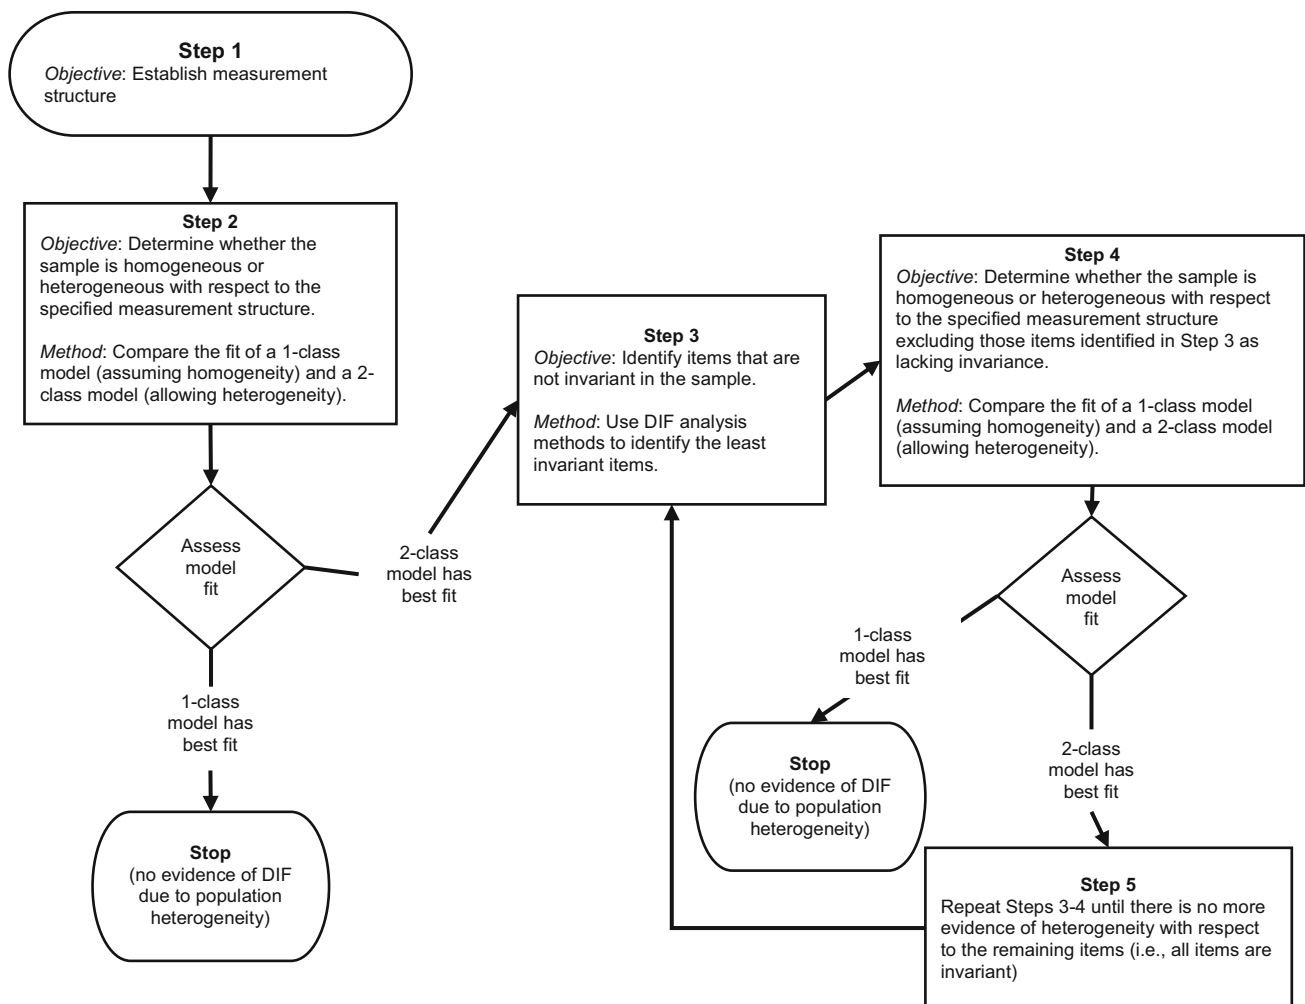 Step 1
Objective: Establish measurement
structure
Step 2
Objective: Determine whether the
sample is homogeneous or
heterogeneous with respect to the
specified measurement structure.
Method: Compare the fit of a 1-class
model (assuming homogeneity) and a 2-
class model (allowing heterogeneity).
Assess
model
fit
1-class
model has
best fit
Stop
(no evidence of DIF
due to population
heterogeneity)
2-class
model has
best fit
Step 3
Objective: Identify items that are
not invariant in the sample.
Method: Use DIF analysis
methods to identify the least
invariant items.
Step 4
Objective: Determine whether the sample is
homogeneous or heterogeneous with respect
to the specified measurement structure
excluding those items identified in Step 3 as
lacking invariance.
Method: Compare the fit of a 1-class model
(assuming homogeneity) and a 2-class model
(allowing heterogeneity).
Assess
model
fit
1-class
model has
best fit
Stop
(no evidence of DIF
due to population
heterogeneity)
2-class
model has
best fit
Step 5
Repeat Steps 3-4 until there is no more
evidence of heterogeneity with respect
to the remaining items (i.e., all items are
invariant)